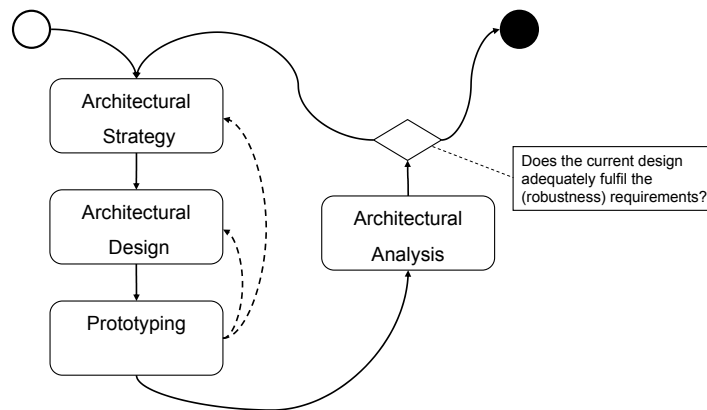 Architectural
Strategy
Architectural
Design
Prototyping
Architectural
Analysis
Does the current design
adequately fulfil the
(robustness) requirements?